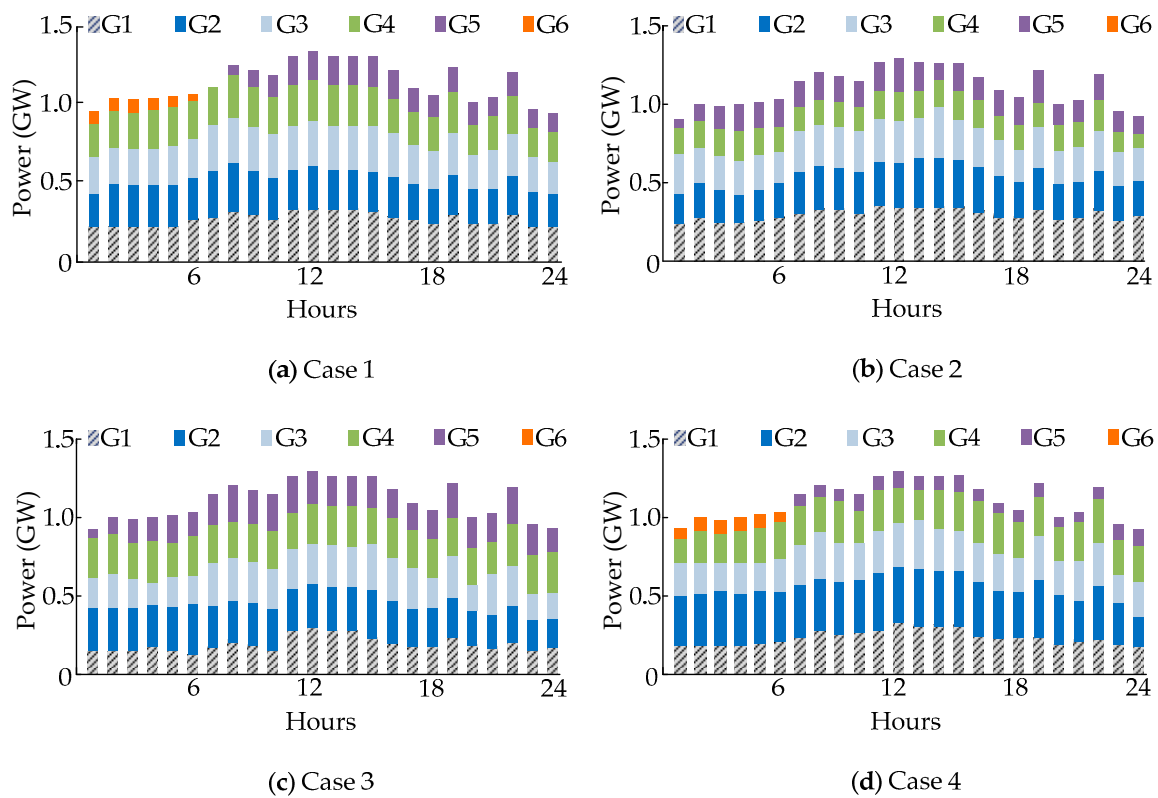 1.5
G1 G2 G3 G4 G5 G6
1.0
0.5
0
Power (GW)
6 12 18 24
Hours
(a) Case 1
1.5
G1 G2 G3 G4 G5 G6
1.0
0.5
0
Power (GW)
6 12 18 24
Hours
(b) Case 2
1.5
G1 G2 G3 G4 G5 G6
1.0
0.5
0
Power (GW)
6 12 18 24
Hours
(c) Case 3
1.5
G1 G2 G3 G4 G5 G6
1.0
0.5
0
Power (GW)
6 12 18 24
Hours
(d) Case 4